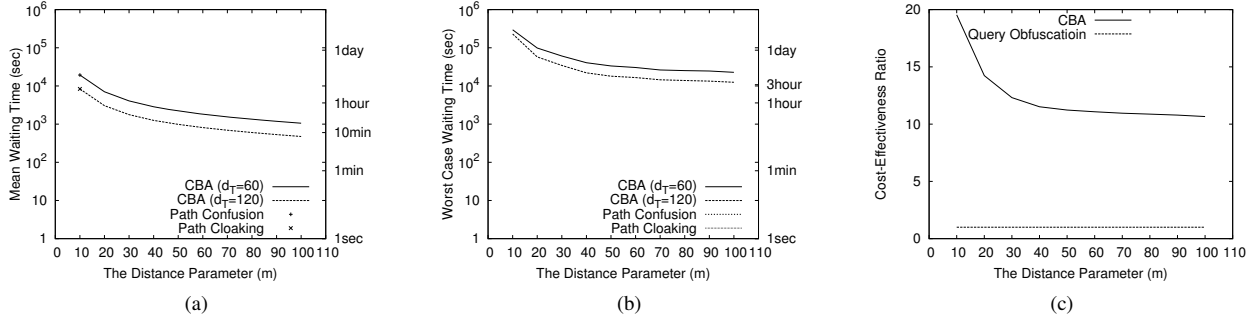 Mean Waiting Time (sec)
10^6
10^5
10^4
10^3
10^2
10
1
1day
1hour
10min
1min
1sec
CBA (d_T=60)
CBA (d_T=120)
Path Confusion
Path Cloaking
0 10 20 30 40 50 60 70 80 90 100 110
The Distance Parameter (m)
(a)
Worst Case Waiting Time (sec)
10^6
10^5
10^4
10^3
10^2
10
1
1day
3hour
1hour
1min
1sec
CBA (d_T=60)
CBA (d_T=120)
Path Confusion
Path Cloaking
0 10 20 30 40 50 60 70 80 90 100 110
The Distance Parameter (m)
(b)
Cost-Effectiveness Ratio
20
15
10
5
0
CBA
Query Obfuscatioin
0 10 20 30 40 50 60 70 80 90 100 110
The Distance Parameter (m)
(c)